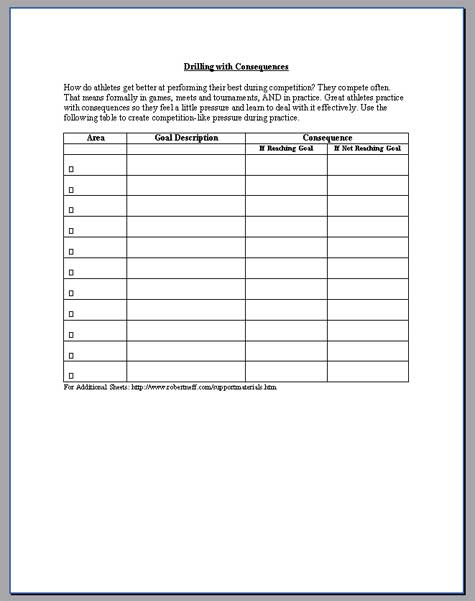 Drilling with Consequences
How do athletes get better at performing their best during competition? They compete often.
That means formally in games, meets and tournaments, AND in practice. Great athletes practice
with consequences so they feel a little pressure and learn to deal with it effectively. Use the
following table to create competition-like pressure during practice.
Area Goal Description Consequence
If Reaching Goal If Not Reaching Goal
For Additional Sheets: http://www.robertneff.com/supportmaterials.htm